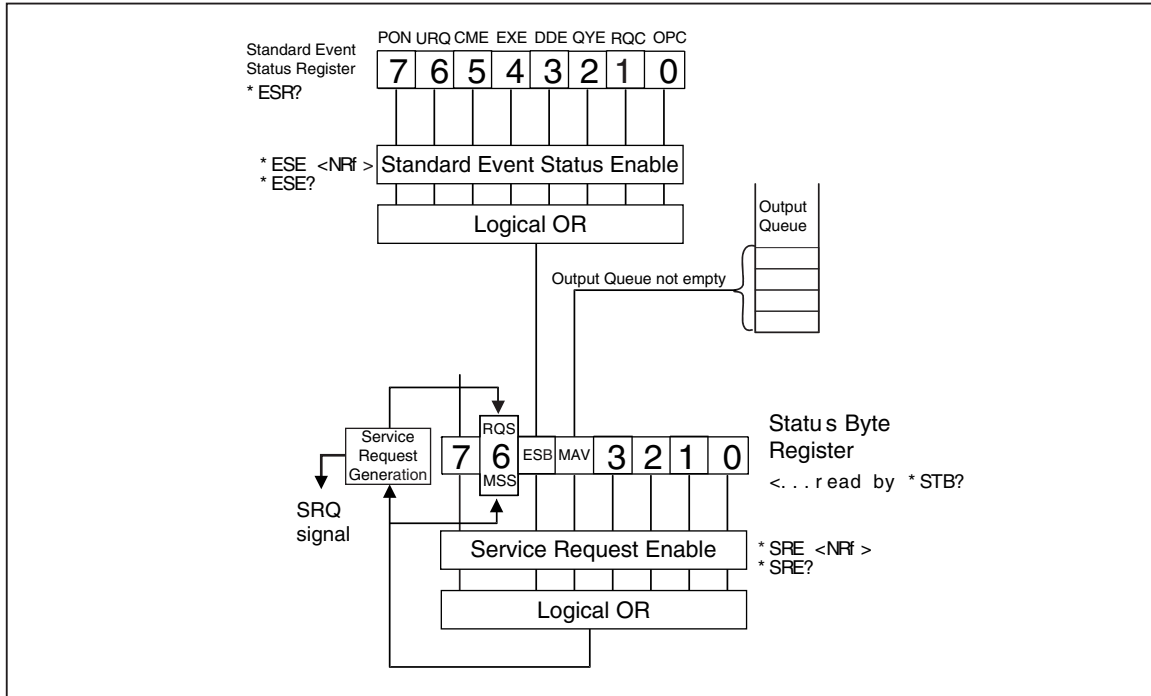 PON URQ CME EXE DDE QYE RQC OPC
Standard Event
Status Register
* ESR?
7 6 5 4 3 2 1 0
* ESE <NRf >
* ESE?
Standard Event Status Enable
Logical OR
Output
Queue
Output Queue not empty
Service
Request
Generation
SRQ
signal
RQS
7 6 ESB MAV 3 2 1 0
MSS
Status Byte
Register
<...read by *STB?
Service Request Enable
* SRE <NRf >
* SRE?
Logical OR